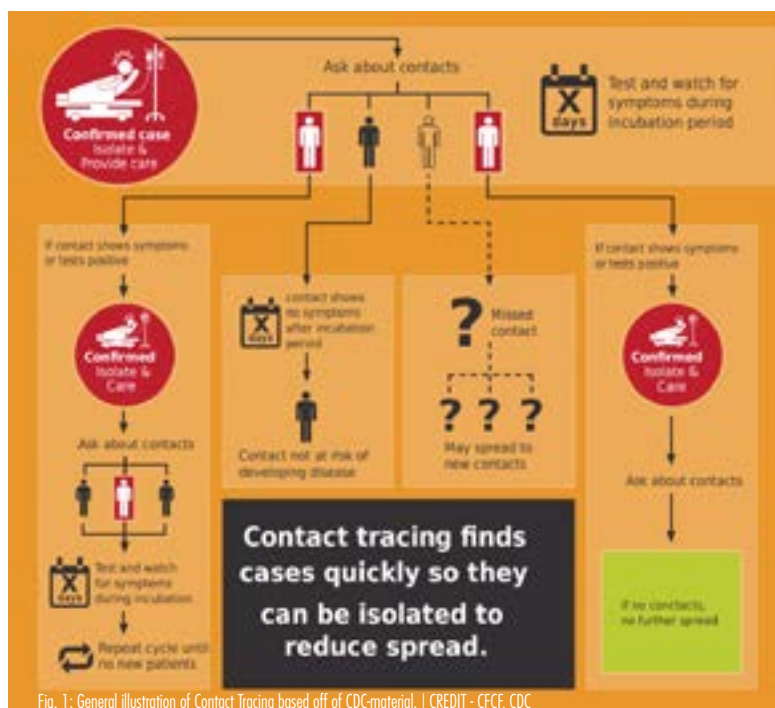 Confirmed case
Isolate &
Provide care
Ask about contacts
X
days
Test and watch for
symptoms during
incubation period
If contact shows symptoms
or tests positive
Confirmed
Isolate &
Care
Ask about contacts
X
days
Test and watch
for symptoms
during incubation
Repeat cycle until
no new patients
X
days
contact shows
no symptoms
after incubation
period
Contact not at risk of
developing disease
?
Missed
contact
? ? ?
May spread to
new contacts
If contact shows symptoms
or tests positive
Confirmed
Isolate &
Care
Ask about contacts
If no conctacts,
no further spread
Contact tracing finds
cases quickly so they
can be isolated to
reduce spread.
Fig. 1: General illustration of Contact Tracing based off of CDC-material. | CREDIT - CFCF, CDC